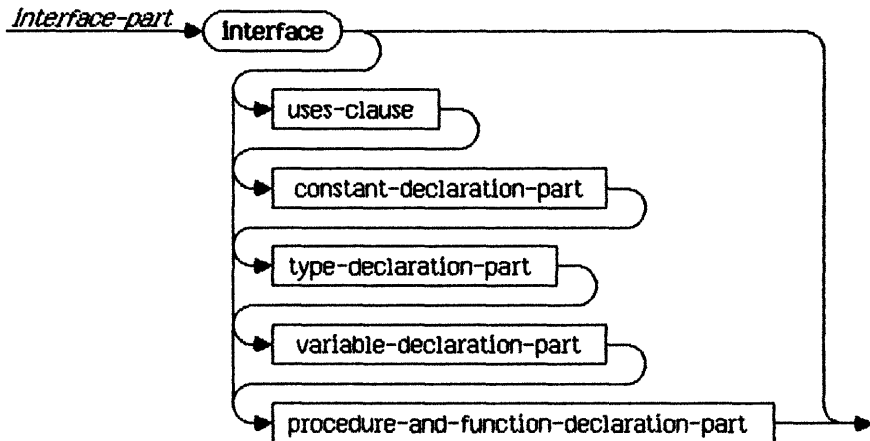 interface-part
interface
uses-clause
constant-declaration-part
type-declaration-part
variable-declaration-part
procedure-and-function-declaration-part